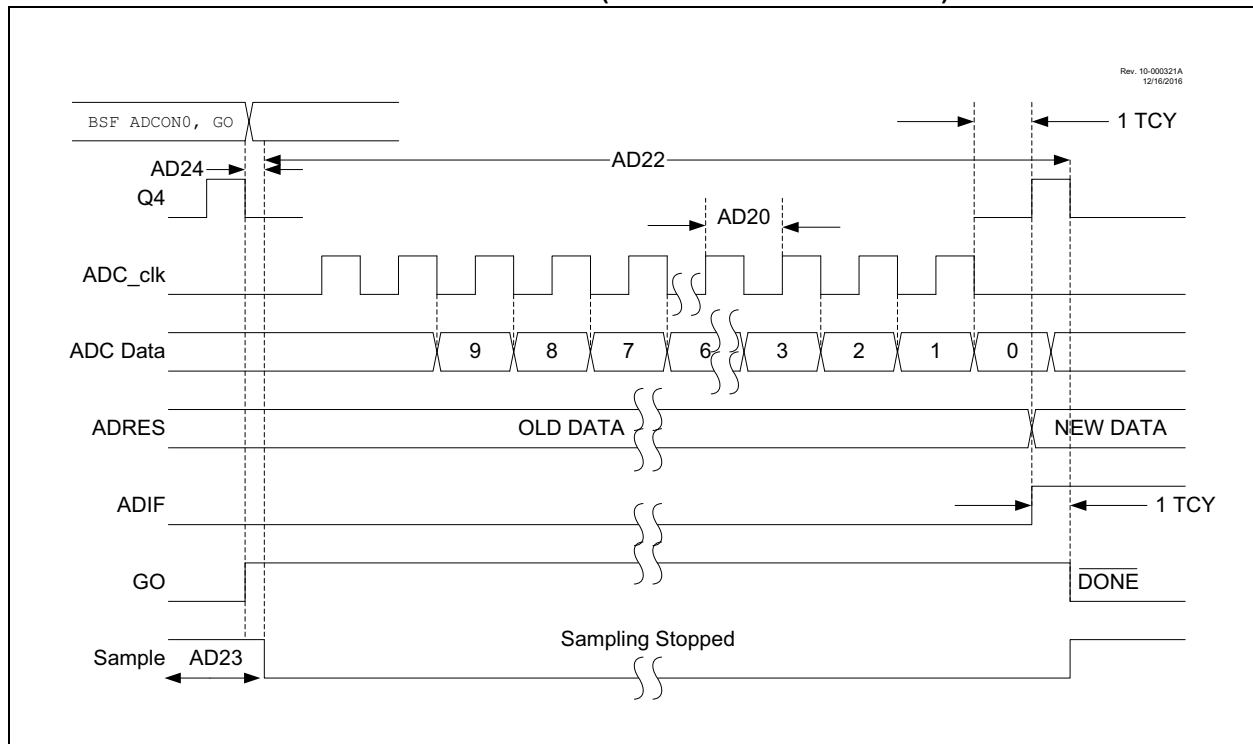 Rev. 10-000321A
12/16/2016
BSF ADCON0, GO
1 TCY
AD24
AD22
Q4
AD20
ADC_clk
ADC Data 9 8 7 6 3 2 1 0
ADRES OLD DATA NEW DATA
ADIF 1 TCY
GO DONE
Sampling Stopped
Sample AD23